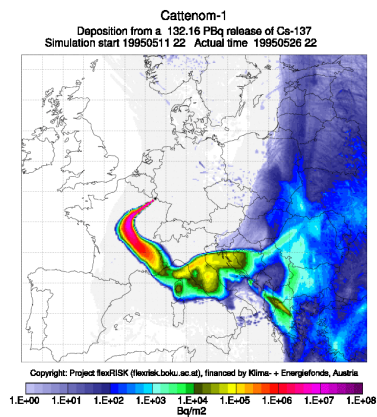 Cattenom-1
Deposition from a 132.16 PBq release of Cs-137
Simulation start 19950511 22 Actual time 19950526 22
Copyright: Project flexRISK (flexrisk.boku.ac.at), financed by Klima- + Energiefonds, Austria
1.E+00 1.E+01 1.E+02 1.E+03 1.E+04 1.E+05 1.E+06 1.E+07 1.E+08
Bq/m2